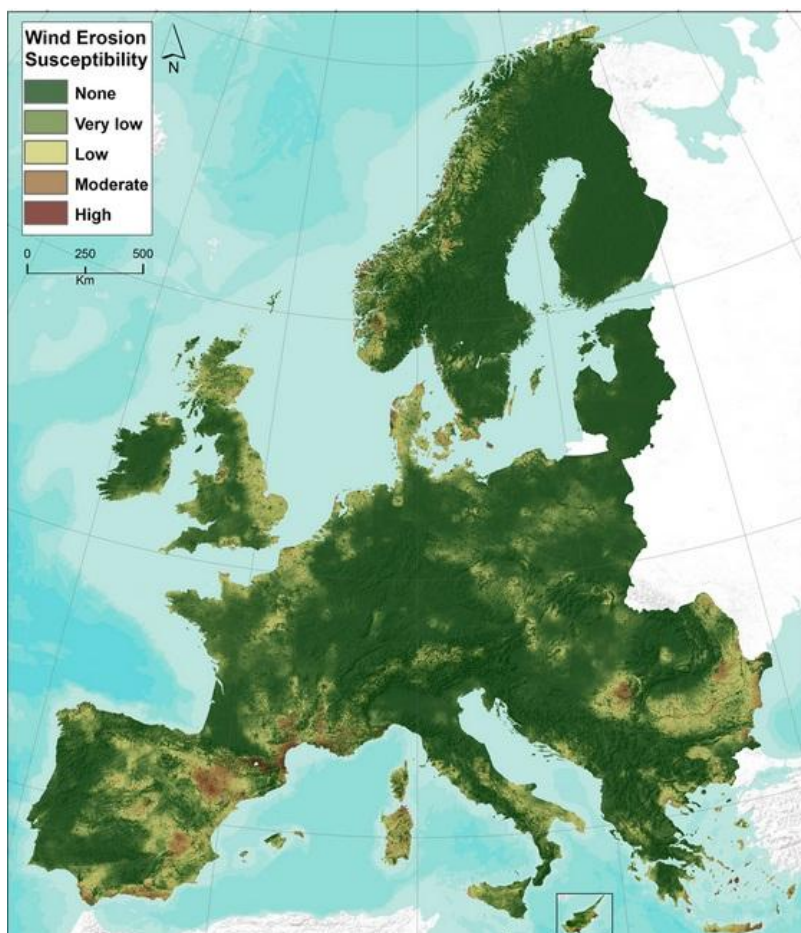 Wind Erosion
Susceptibility
N
None
Very low
Low
Moderate
High
0 250 500
Km